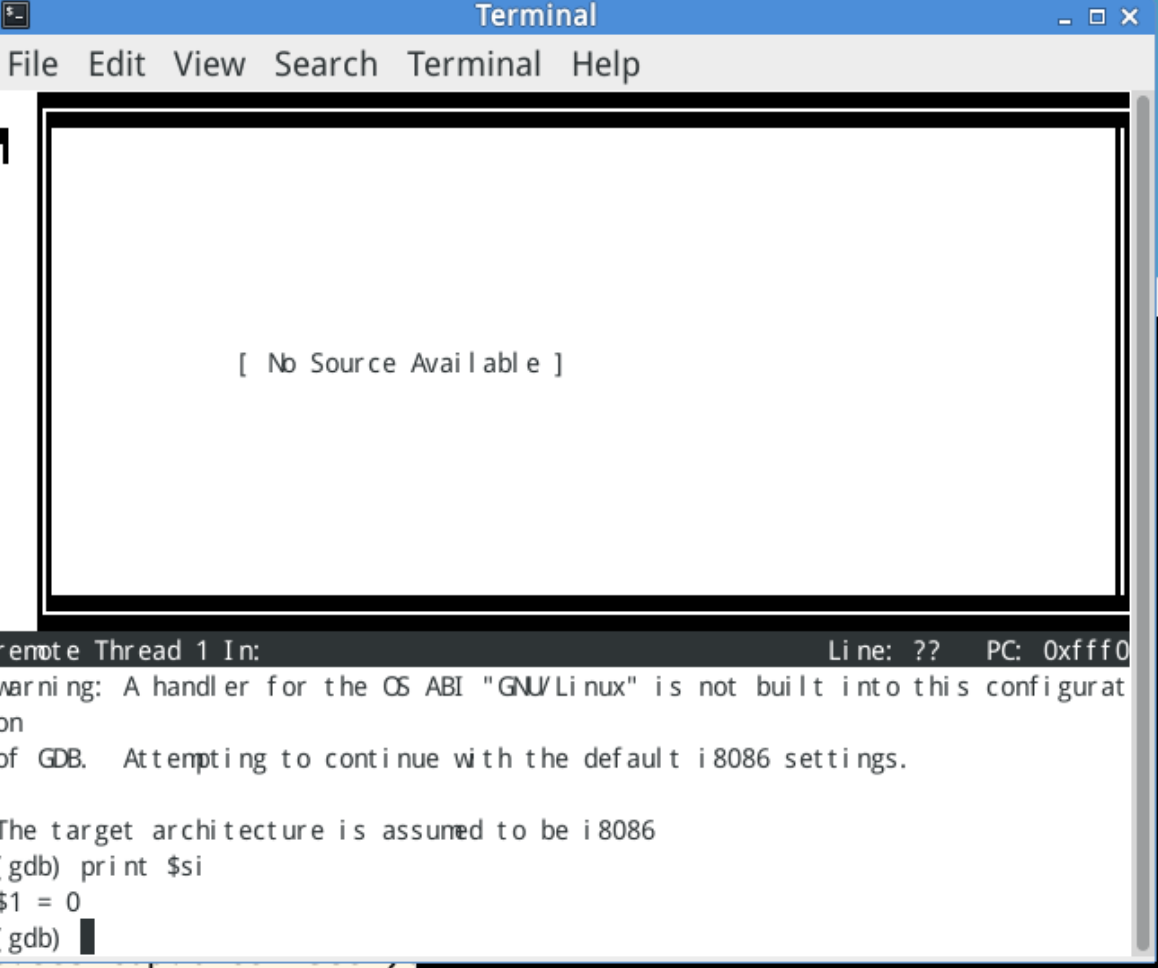 Terminal
File Edit View Search Terminal Help
[ No Source Available ]
remote Thread 1 In: Line: ?? PC: 0xfff0
warning: A handler for the OS ABI "GNU/Linux" is not built into this configurat
on
of GDB. Attempting to continue with the default i8086 settings.
The target architecture is assumed to be i8086
(gdb) print $si
$1 = 0
(gdb)